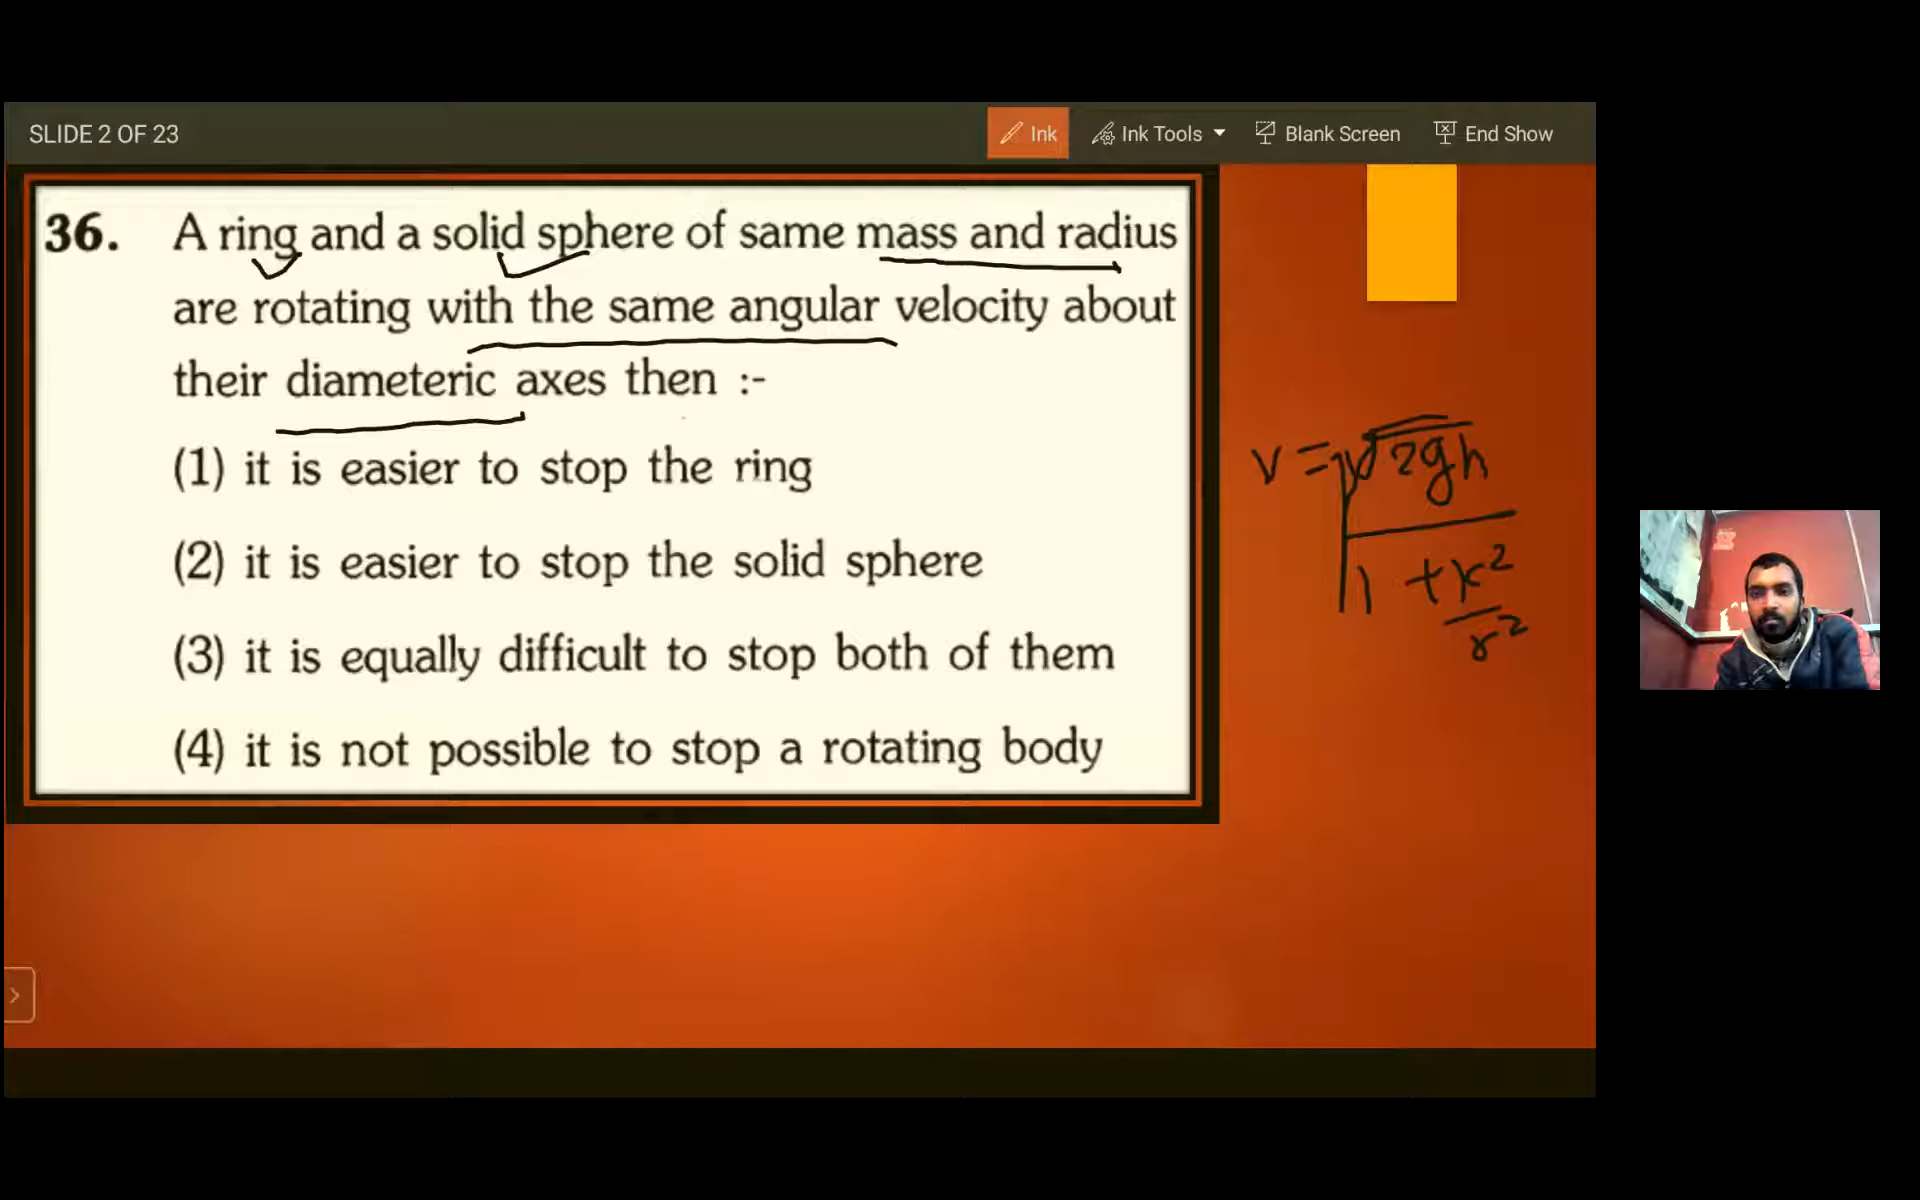 SLIDE 2 OF 23
Ink
Ink Tools
Blank Screen
End Show
36. A ring and a solid sphere of same mass and radius
are rotating with the same angular velocity about
their diameteric axes then :-
(1) it is easier to stop the ring
(2) it is easier to stop the solid sphere
(3) it is equally difficult to stop both of them
(4) it is not possible to stop a rotating body
v = √2gh
1 + k²
r²